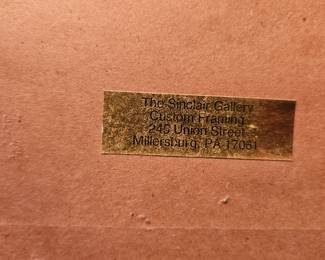 The Sinclair Gallery
Custom Framing
245 Union Street
Millersburg, PA 17061